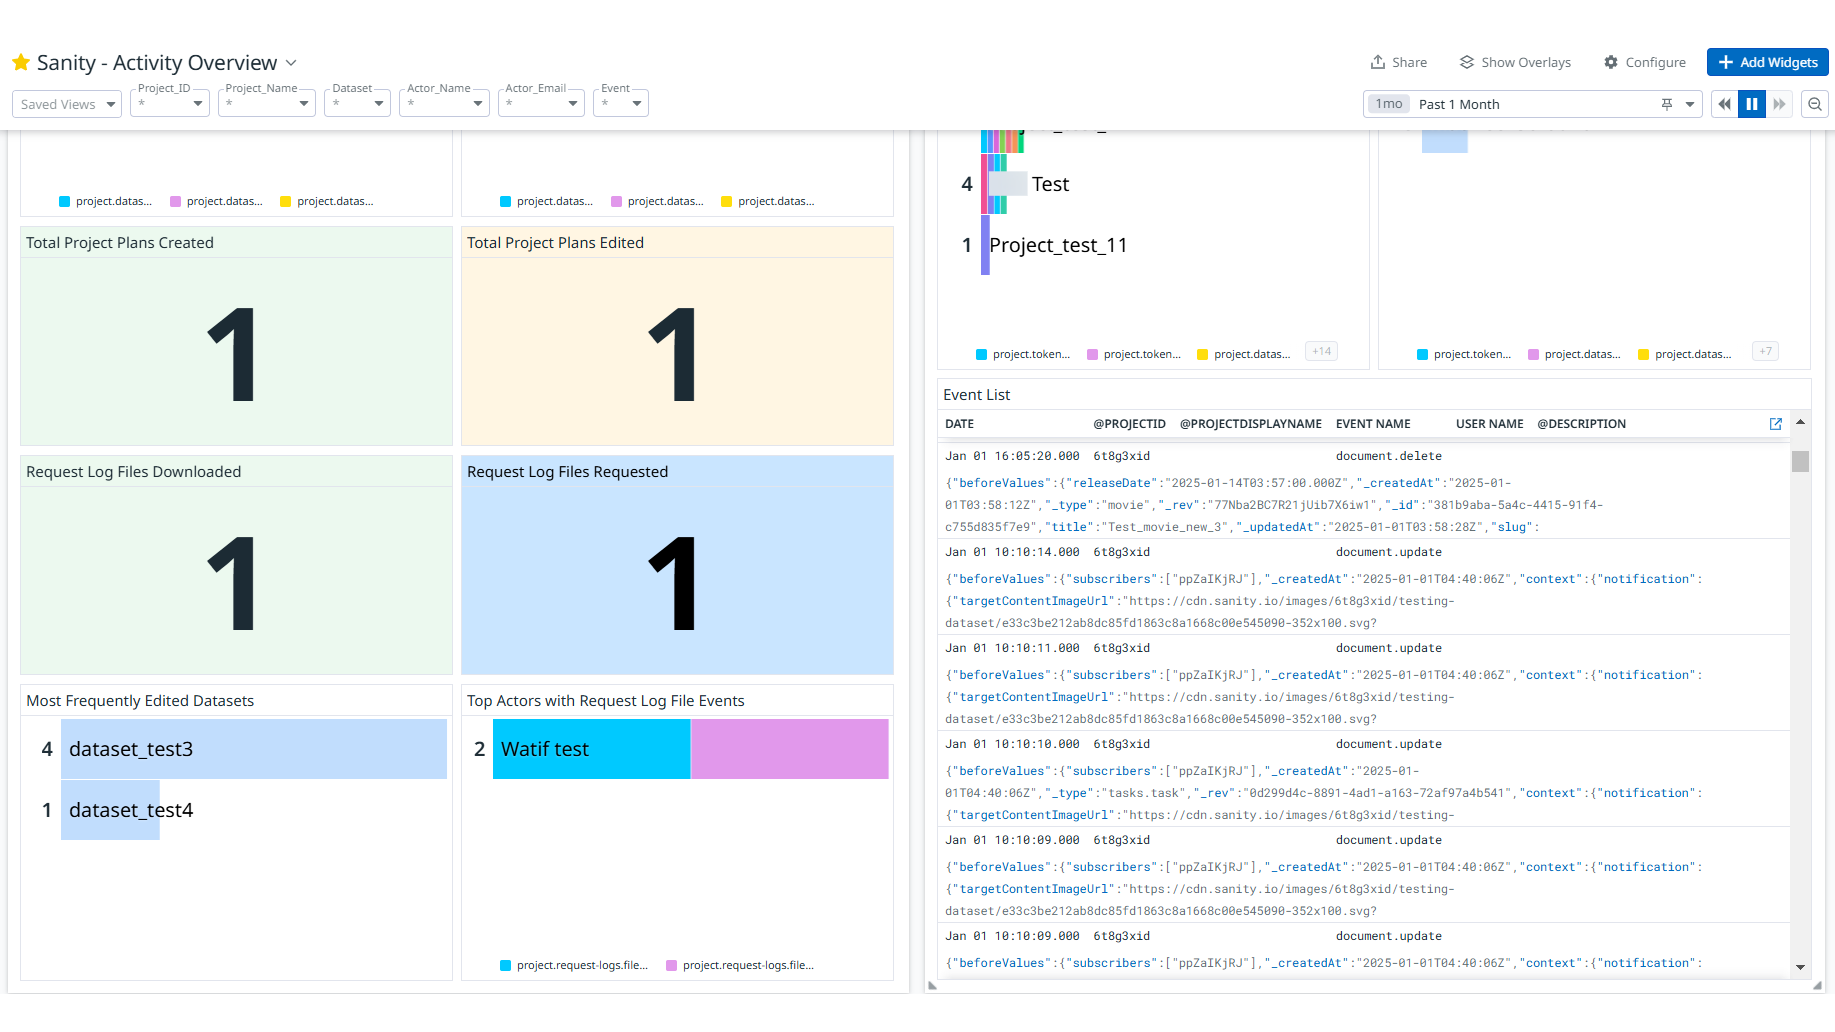 Sanity - Activity Overview
Share
Show Overlays
Configure
Add Widgets
Saved Views
Project_ID
*
Project_Name
*
Dataset
*
Actor_Name
*
Actor_Email
*
Event
*
1mo Past 1 Month
project.datas... project.datas... project.datas...
project.datas... project.datas... project.datas...
Total Project Plans Created
1
Total Project Plans Edited
1
Request Log Files Downloaded
1
Request Log Files Requested
1
Most Frequently Edited Datasets
4 dataset_test3
1 dataset_test4
Top Actors with Request Log File Events
2 Watif test
project.request-logs.file... project.request-logs.file...
4 Test
1 Project_test_11
project.token... project.token... project.datas... +14
project.token... project.datas... project.datas... +7
Event List
DATE @PROJECTID @PROJECTDISPLAYNAME EVENT NAME USER NAME @DESCRIPTION
Jan 01 16:05:20.000 6t8g3xid document.delete
{"beforeValues":{"releaseDate":"2025-01-14T03:57:00.000Z","_createdAt":"2025-01-
01T03:58:12Z","_type":"movie","_rev":"77Nba2BC7R21jUib7X6iw1","_id":"381b9aba-5a4c-4415-91f4-
c755d835f7e9","title":"Test_movie_new_3","_updatedAt":"2025-01-01T03:58:28Z","slug":
Jan 01 10:10:14.000 6t8g3xid document.update
{"beforeValues":{"subscribers":["ppZaIKjRJ"],"_createdAt":"2025-01-01T04:40:06Z","context":{"notification":
{"targetContentImageUrl":"https://cdn.sanity.io/images/6t8g3xid/testing-
dataset/e33c3be212ab8dc85fd1863c8a1668c00e545090-352x100.svg?
Jan 01 10:10:11.000 6t8g3xid document.update
{"beforeValues":{"subscribers":["ppZaIKjRJ"],"_createdAt":"2025-01-01T04:40:06Z","context":{"notification":
{"targetContentImageUrl":"https://cdn.sanity.io/images/6t8g3xid/testing-
dataset/e33c3be212ab8dc85fd1863c8a1668c00e545090-352x100.svg?
Jan 01 10:10:10.000 6t8g3xid document.update
{"beforeValues":{"subscribers":["ppZaIKjRJ"],"_createdAt":"2025-01-
01T04:40:06Z","_type":"tasks.task","_rev":"0d299d4c-8891-4ad1-a163-72af97a4b541","context":{"notification":
{"targetContentImageUrl":"https://cdn.sanity.io/images/6t8g3xid/testing-
Jan 01 10:10:09.000 6t8g3xid document.update
{"beforeValues":{"subscribers":["ppZaIKjRJ"],"_createdAt":"2025-01-01T04:40:06Z","context":{"notification":
{"targetContentImageUrl":"https://cdn.sanity.io/images/6t8g3xid/testing-
dataset/e33c3be212ab8dc85fd1863c8a1668c00e545090-352x100.svg?
Jan 01 10:10:09.000 6t8g3xid document.update
{"beforeValues":{"subscribers":["ppZaIKjRJ"],"_createdAt":"2025-01-01T04:40:06Z","context":{"notification":